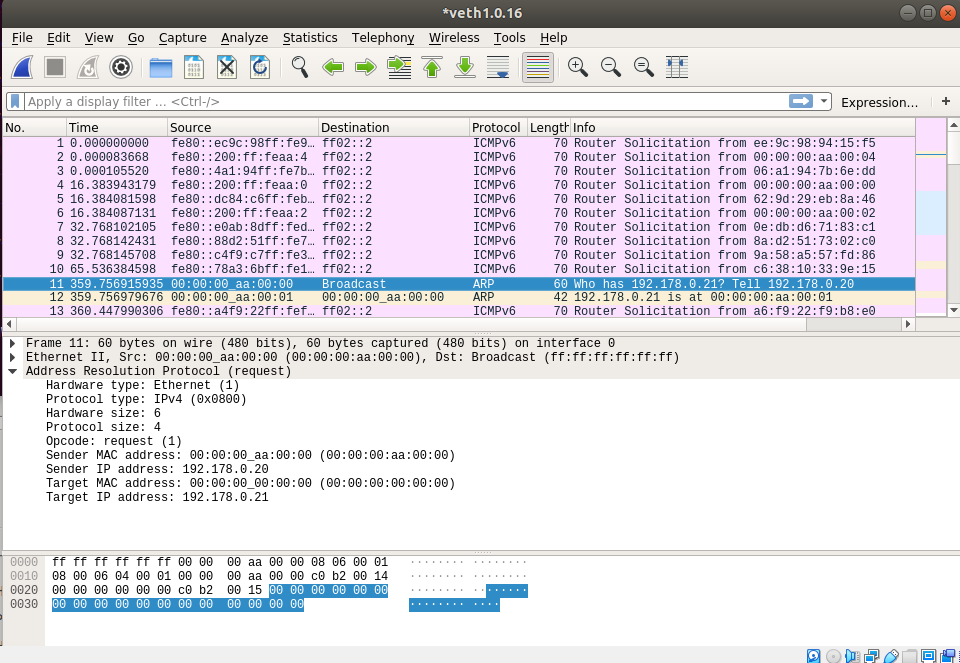 *veth1.0.16
File Edit View Go Capture Analyze Statistics Telephony Wireless Tools Help
Apply a display filter ... <Ctrl-/> Expression... +
No. Time Source Destination Protocol Length Info
1 0.000000000 fe80::ec9c:98ff:fe9… ff02::2 ICMPv6 70 Router Solicitation from ee:9c:98:94:15:f5
2 0.000083668 fe80::200:ff:feaa:4 ff02::2 ICMPv6 70 Router Solicitation from 00:00:00:aa:00:04
3 0.000105520 fe80::4a1:94ff:fe7b… ff02::2 ICMPv6 70 Router Solicitation from 06:a1:94:7b:6e:dd
4 16.383943179 fe80::200:ff:feaa:0 ff02::2 ICMPv6 70 Router Solicitation from 00:00:00:aa:00:00
5 16.384081598 fe80::dc84:c6ff:feb… ff02::2 ICMPv6 70 Router Solicitation from 62:9d:29:eb:8a:46
6 16.384087131 fe80::200:ff:feaa:2 ff02::2 ICMPv6 70 Router Solicitation from 00:00:00:aa:00:02
7 32.768102105 fe80::e0ab:8dff:fed… ff02::2 ICMPv6 70 Router Solicitation from 0e:db:d6:71:83:c1
8 32.768142431 fe80::88d2:51ff:fe7… ff02::2 ICMPv6 70 Router Solicitation from 8a:d2:51:73:02:c0
9 32.768145708 fe80::c4f9:c7ff:fe3… ff02::2 ICMPv6 70 Router Solicitation from 9a:58:a5:57:fd:86
10 65.536384598 fe80::78a3:6bff:fe1… ff02::2 ICMPv6 70 Router Solicitation from c6:38:10:33:9e:15
11 359.756915935 00:00:00_aa:00:00 Broadcast ARP 60 Who has 192.178.0.21? Tell 192.178.0.20
12 359.756979676 00:00:00_aa:00:01 00:00:00_aa:00:00 ARP 42 192.178.0.21 is at 00:00:00:aa:00:01
13 360.447990306 fe80::a4f9:22ff:fef… ff02::2 ICMPv6 70 Router Solicitation from a6:f9:22:f9:b8:e0
Frame 11: 60 bytes on wire (480 bits), 60 bytes captured (480 bits) on interface 0
Ethernet II, Src: 00:00:00_aa:00:00 (00:00:00:aa:00:00), Dst: Broadcast (ff:ff:ff:ff:ff:ff)
Address Resolution Protocol (request)
Hardware type: Ethernet (1)
Protocol type: IPv4 (0x0800)
Hardware size: 6
Protocol size: 4
Opcode: request (1)
Sender MAC address: 00:00:00_aa:00:00 (00:00:00:aa:00:00)
Sender IP address: 192.178.0.20
Target MAC address: 00:00:00_00:00:00 (00:00:00:00:00:00)
Target IP address: 192.178.0.21
0000 ff ff ff ff ff ff 00 00 00 aa 00 00 08 06 00 01 ········ ········
0010 08 00 06 04 00 01 00 00 00 aa 00 00 c0 b2 00 14 ········ ········
0020 00 00 00 00 00 00 c0 b2 00 15 00 00 00 00 00 00 ········ ········
0030 00 00 00 00 00 00 00 00 00 00 00 00 ········ ····